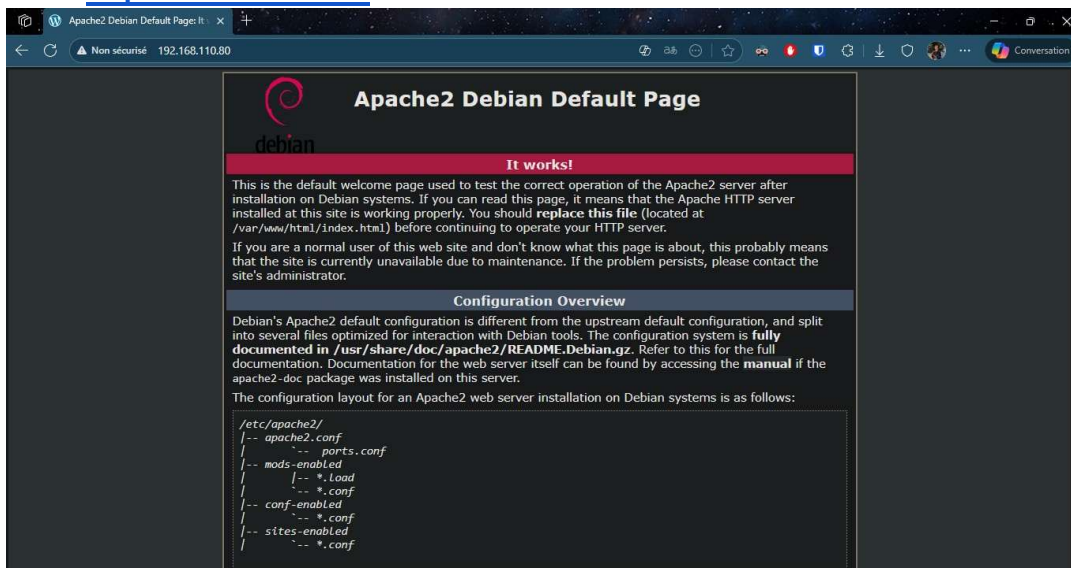 Apache2 Debian Default Page: It
Non sécurisé 192.168.110.80
Conversation
debian
Apache2 Debian Default Page
It works!
This is the default welcome page used to test the correct operation of the Apache2 server after
installation on Debian systems. If you can read this page, it means that the Apache HTTP server
installed at this site is working properly. You should replace this file (located at
/var/www/html/index.html) before continuing to operate your HTTP server.
If you are a normal user of this web site and don't know what this page is about, this probably means
that the site is currently unavailable due to maintenance. If the problem persists, please contact the
site's administrator.
Configuration Overview
Debian's Apache2 default configuration is different from the upstream default configuration, and split
into several files optimized for interaction with Debian tools. The configuration system is fully
documented in /usr/share/doc/apache2/README.Debian.gz. Refer to this for the full
documentation. Documentation for the web server itself can be found by accessing the manual if the
apache2-doc package was installed on this server.
The configuration layout for an Apache2 web server installation on Debian systems is as follows:
/etc/apache2/
|-- apache2.conf
|       `--  ports.conf
|-- mods-enabled
|       |-- *.load
|       `-- *.conf
|-- conf-enabled
|       `-- *.conf
|-- sites-enabled
|       `-- *.conf